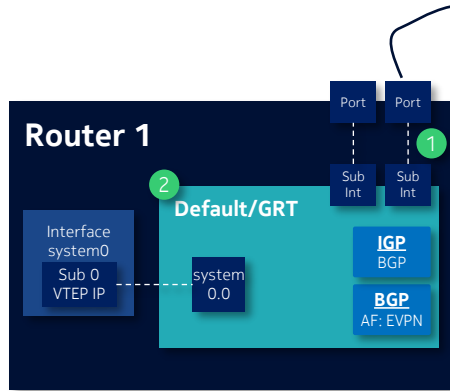 Port
Port
Router 1
1
Sub
Int
Sub
Int
2
Default/GRT
Interface
system0
Sub 0
VTEP IP
system
0.0
IGP
BGP
BGP
AF: EVPN